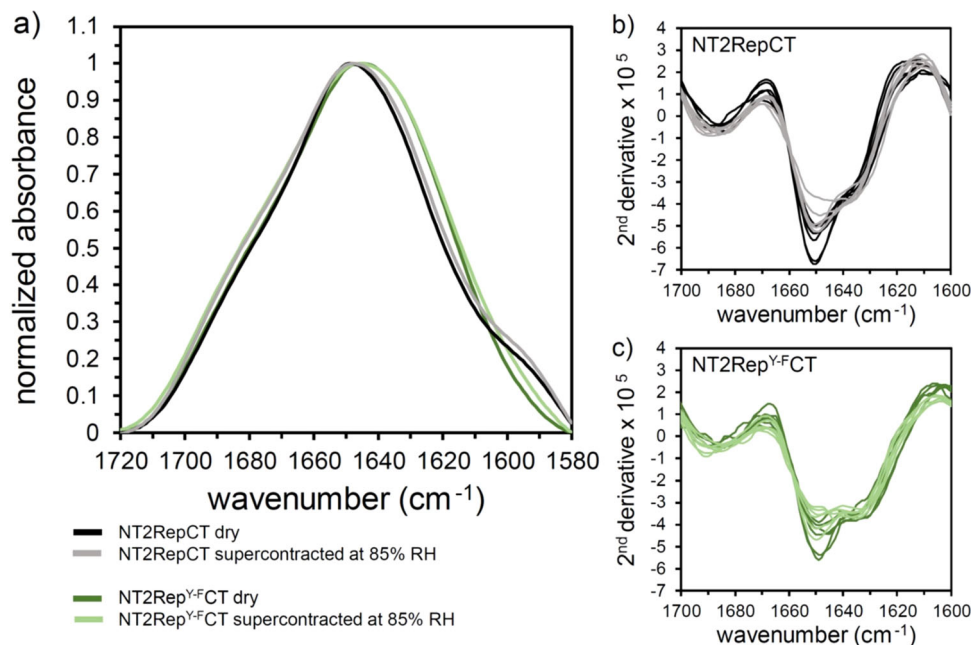 a)
1.1
1
0.9
0.8
0.7
0.6
0.5
0.4
0.3
0.2
0.1
0
normalized absorbance
1720 1700 1680 1660 1640 1620 1600 1580
wavenumber (cm-1)
NT2RepCT dry
NT2RepCT supercontracted at 85% RH
NT2RepY-FCT dry
NT2RepY-FCT supercontracted at 85% RH
b)
NT2RepCT
4
3
2
1
0
-1
-2
-3
-4
-5
-6
-7
2nd derivative x 10 5
1700 1680 1660 1640 1620 1600
wavenumber (cm-1)
c)
NT2RepY-FCT
4
3
2
1
0
-1
-2
-3
-4
-5
-6
-7
2nd derivative x 10 5
1700 1680 1660 1640 1620 1600
wavenumber (cm-1)